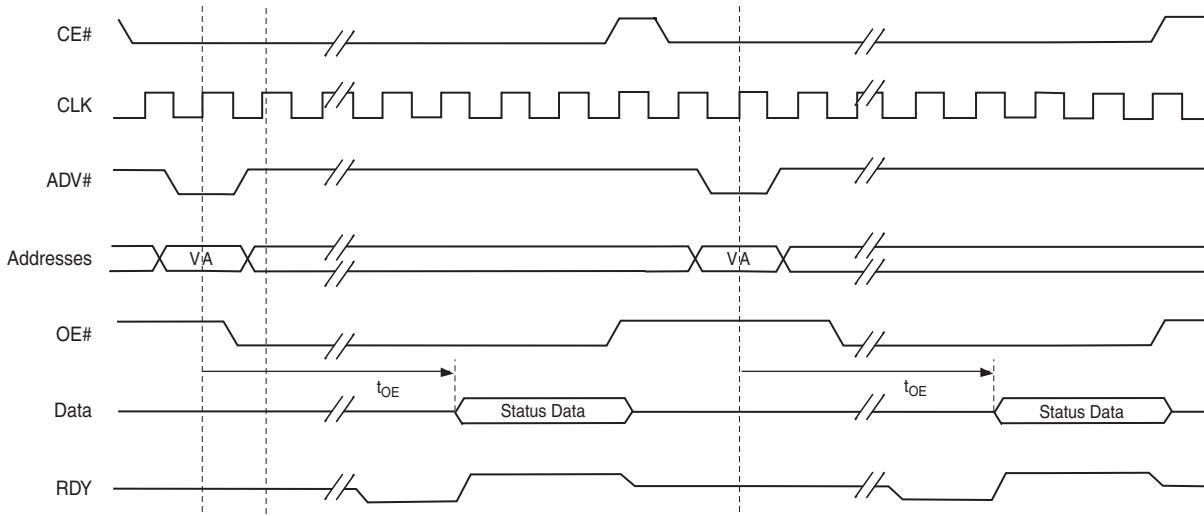 CE#
CLK
ADV#
Addresses VA VA
OE#
tOE tOE
Data Status Data Status Data
RDY